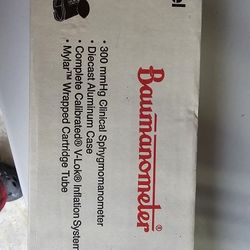 Baumanometer®
• 300 mmHg Clinical Sphygmomanometer
• Diecast Aluminum Case
• Complete Calibrated® V-Lok® Inflation System
• Mylar™ Wrapped Cartridge Tube